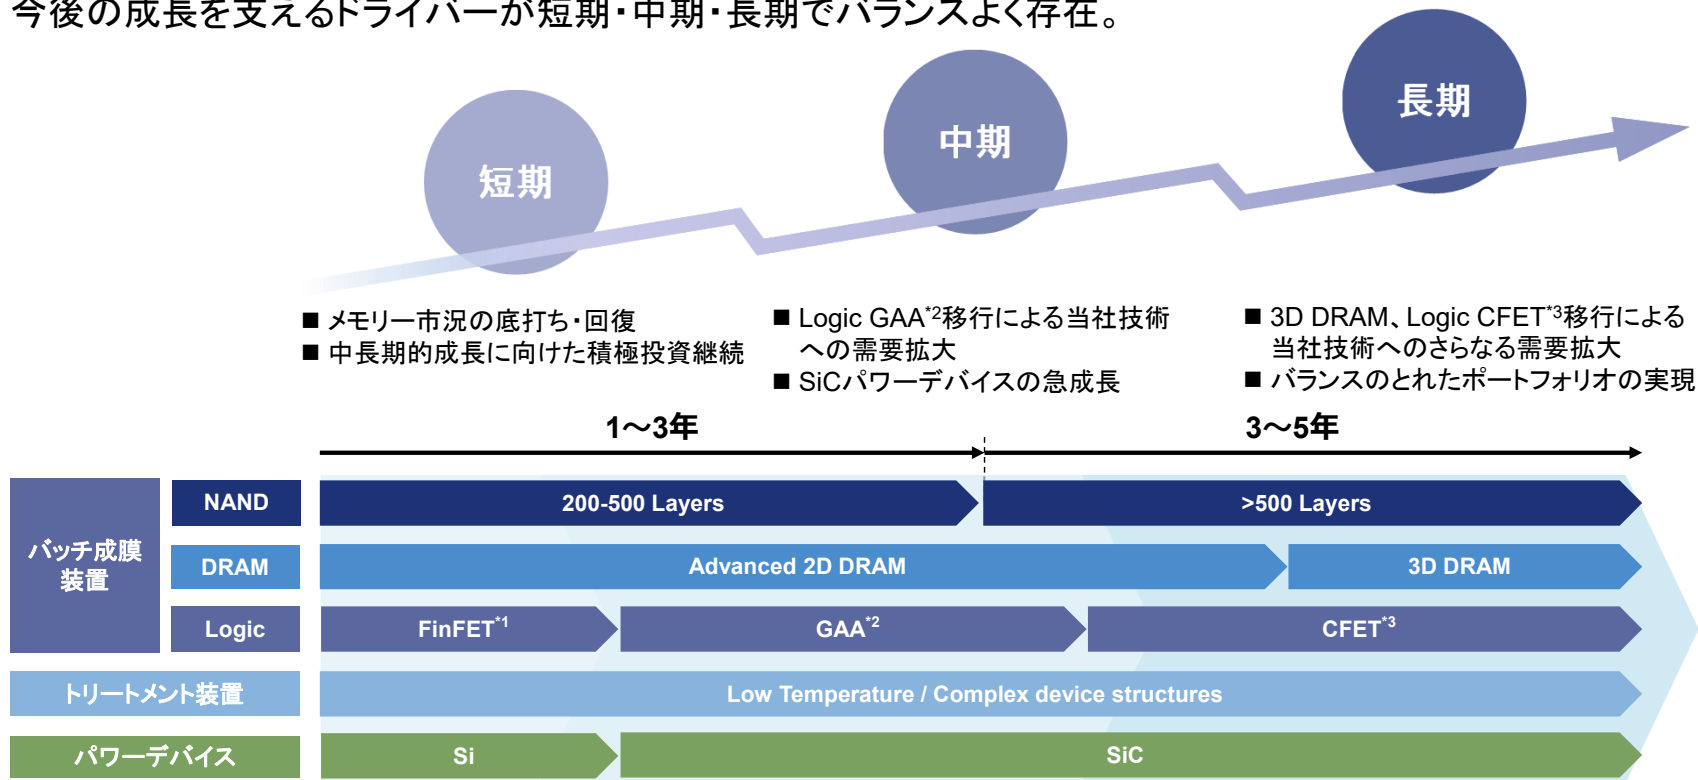 今後の成長を支えるドライバーが短期・中期・長期でバランスよく存在。
短期
中期
長期
■ メモリー市況の底打ち・回復
■ 中長期的成長に向けた積極投資継続
■ Logic GAA*2移行による当社技術
への需要拡大
■ SiCパワーデバイスの急成長
■ 3D DRAM、Logic CFET*3移行による
当社技術へのさらなる需要拡大
■ バランスのとれたポートフォリオの実現
1～3年
3～5年
バッチ成膜
装置
NAND
200-500 Layers
>500 Layers
DRAM
Advanced 2D DRAM
3D DRAM
Logic
FinFET*1
GAA*2
CFET*3
トリートメント装置
Low Temperature / Complex device structures
パワーデバイス
Si
SiC